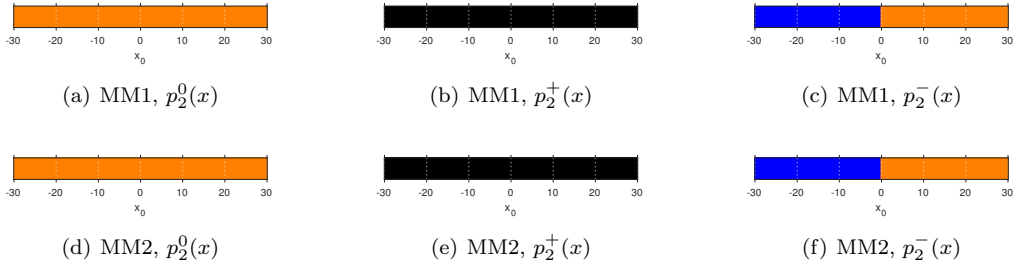 -30 -20 -10 0 10 20 30 -30 -20 -10 0 10 20 30 -30 -20 -10 0 10 20 30
x₀ x₀ x₀
(a) MM1, p₂⁰(x) (b) MM1, p₂⁺(x) (c) MM1, p₂⁻(x)
-30 -20 -10 0 10 20 30 -30 -20 -10 0 10 20 30 -30 -20 -10 0 10 20 30
x₀ x₀ x₀
(d) MM2, p₂⁰(x) (e) MM2, p₂⁺(x) (f) MM2, p₂⁻(x)